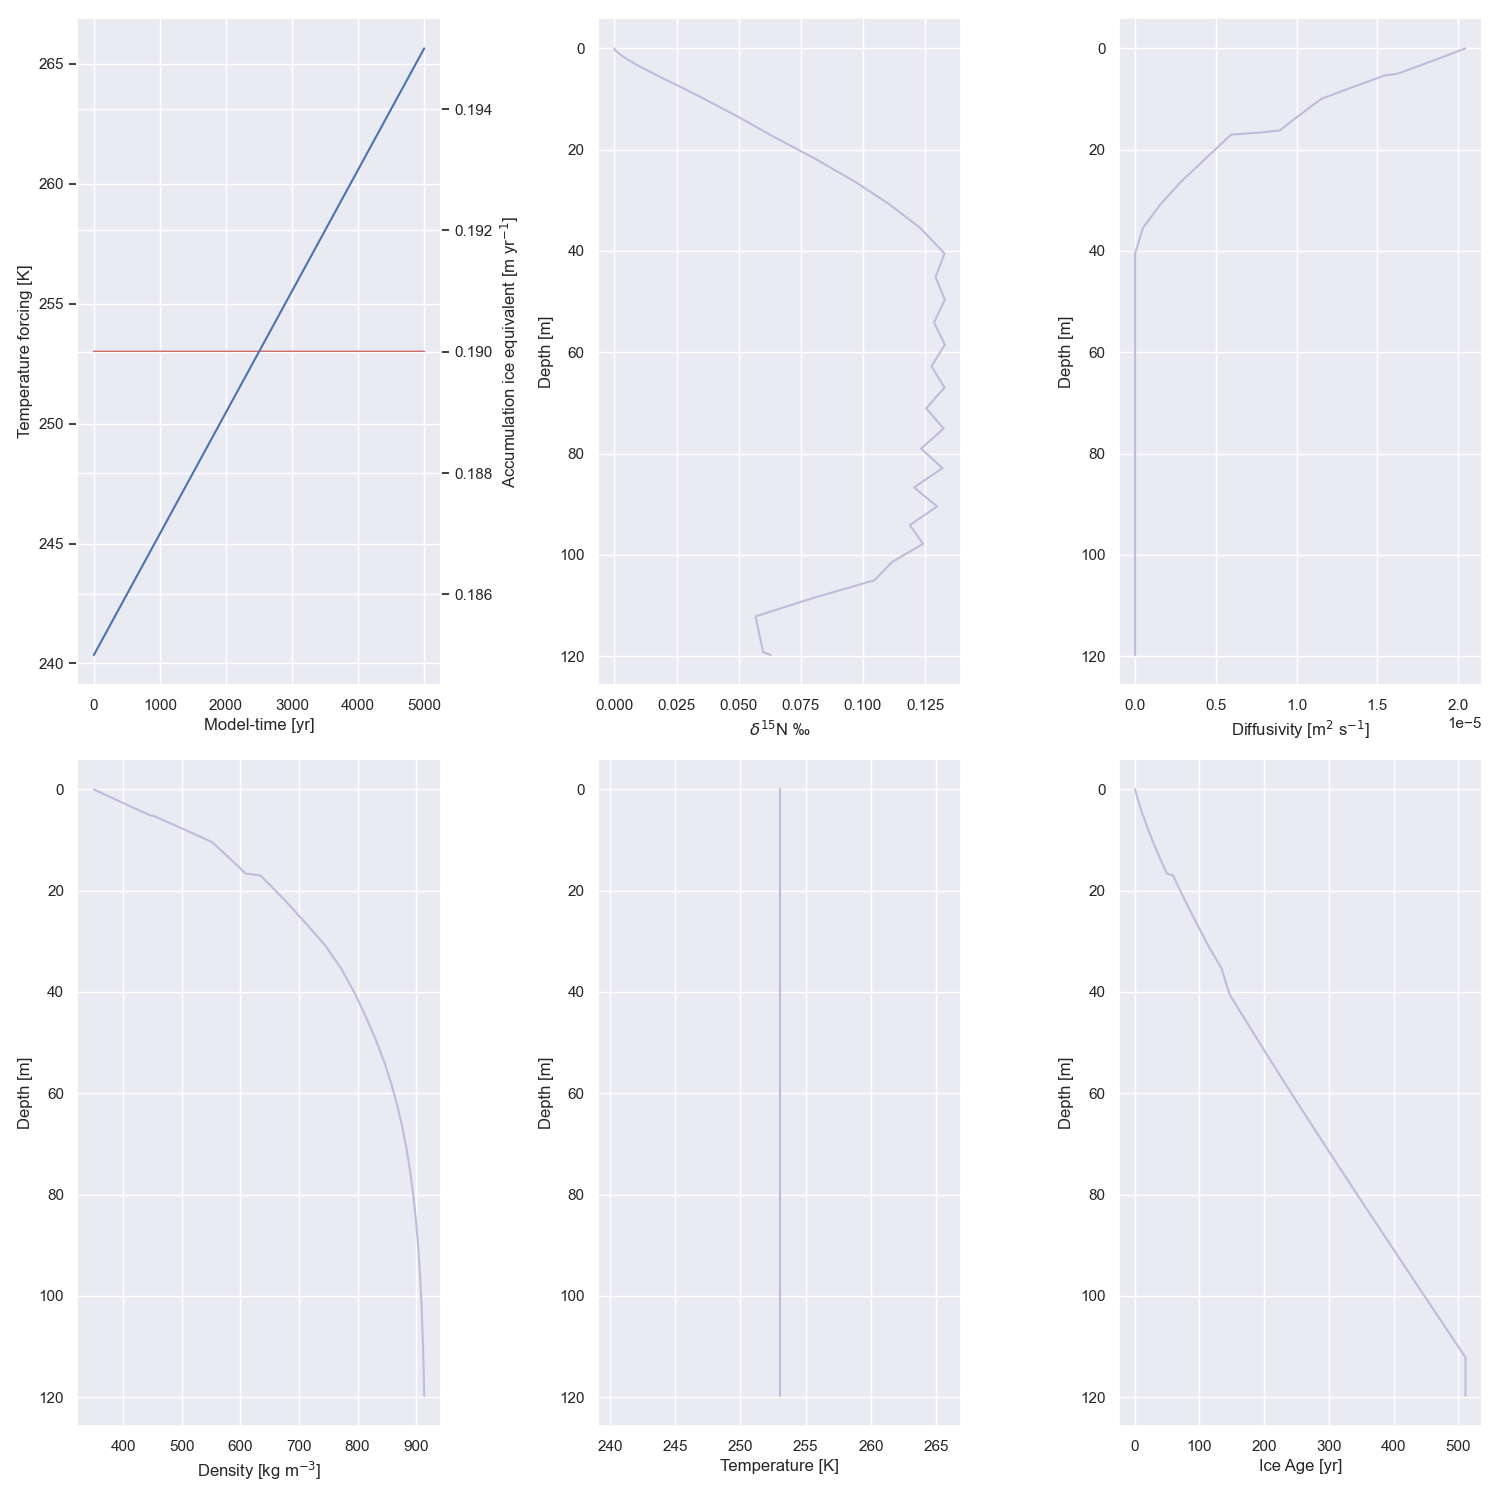 265
260
255
250
245
240
Temperature forcing [K]
0.194
0.192
0.190
0.188
0.186
Accumulation ice equivalent [m yr⁻¹]
0 1000 2000 3000 4000 5000
Model-time [yr]
0
20
40
60
80
100
120
Depth [m]
0.000 0.025 0.050 0.075 0.100 0.125
δ¹⁵N ‰
0
20
40
60
80
100
120
Depth [m]
0.0 0.5 1.0 1.5 2.0
1e−5
Diffusivity [m² s⁻¹]
0
20
40
60
80
100
120
Depth [m]
400 500 600 700 800 900
Density [kg m⁻³]
0
20
40
60
80
100
120
Depth [m]
240 245 250 255 260 265
Temperature [K]
0
20
40
60
80
100
120
Depth [m]
0 100 200 300 400 500
Ice Age [yr]